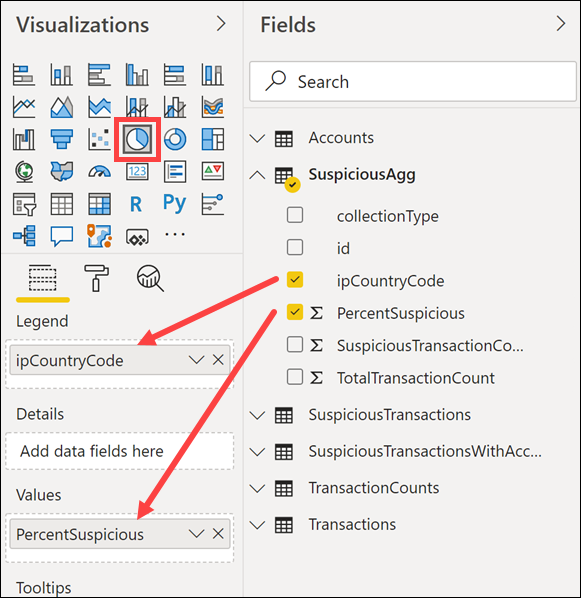 Visualizations
Fields
Search
123
R
Py
Accounts
SuspiciousAgg
collectionType
id
ipCountryCode
Σ PercentSuspicious
Σ SuspiciousTransactionCo...
Σ TotalTransactionCount
SuspiciousTransactions
SuspiciousTransactionsWithAcc...
TransactionCounts
Transactions
Legend
ipCountryCode
Details
Add data fields here
Values
PercentSuspicious
Tooltips